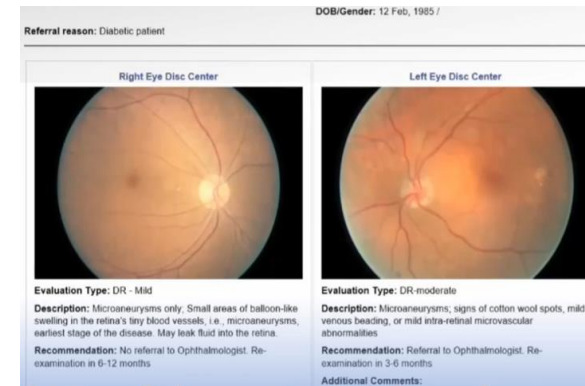 DOB/Gender: 12 Feb, 1985 /
Referral reason: Diabetic patient
Right Eye Disc Center
Evaluation Type: DR - Mild
Description: Microaneurysms only; Small areas of balloon-like
swelling in the retina's tiny blood vessels, i.e., microaneurysms,
earliest stage of the disease. May leak fluid into the retina.
Recommendation: No referral to Ophthalmologist. Re-
examination in 6-12 months
Left Eye Disc Center
Evaluation Type: DR-moderate
Description: Microaneurysms; signs of cotton wool spots, mild
venous beading, or mild intra-retinal microvascular
abnormalities
Recommendation: Referral to Ophthalmologist. Re-
examination in 3-6 months
Additional Comments: